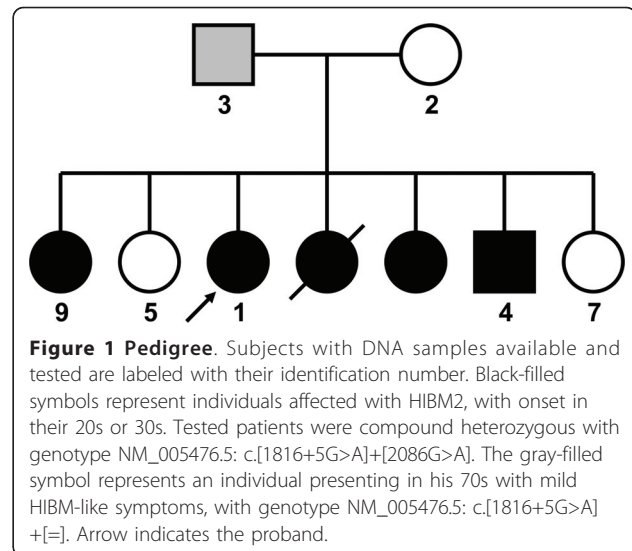 3
2
9
5
1
4
7
Figure 1 Pedigree. Subjects with DNA samples available and
tested are labeled with their identification number. Black-filled
symbols represent individuals affected with HIBM2, with onset in
their 20s or 30s. Tested patients were compound heterozygous with
genotype NM_005476.5: c.[1816+5G>A]+[2086G>A]. The gray-filled
symbol represents an individual presenting in his 70s with mild
HIBM-like symptoms, with genotype NM_005476.5: c.[1816+5G>A]
+[=]. Arrow indicates the proband.